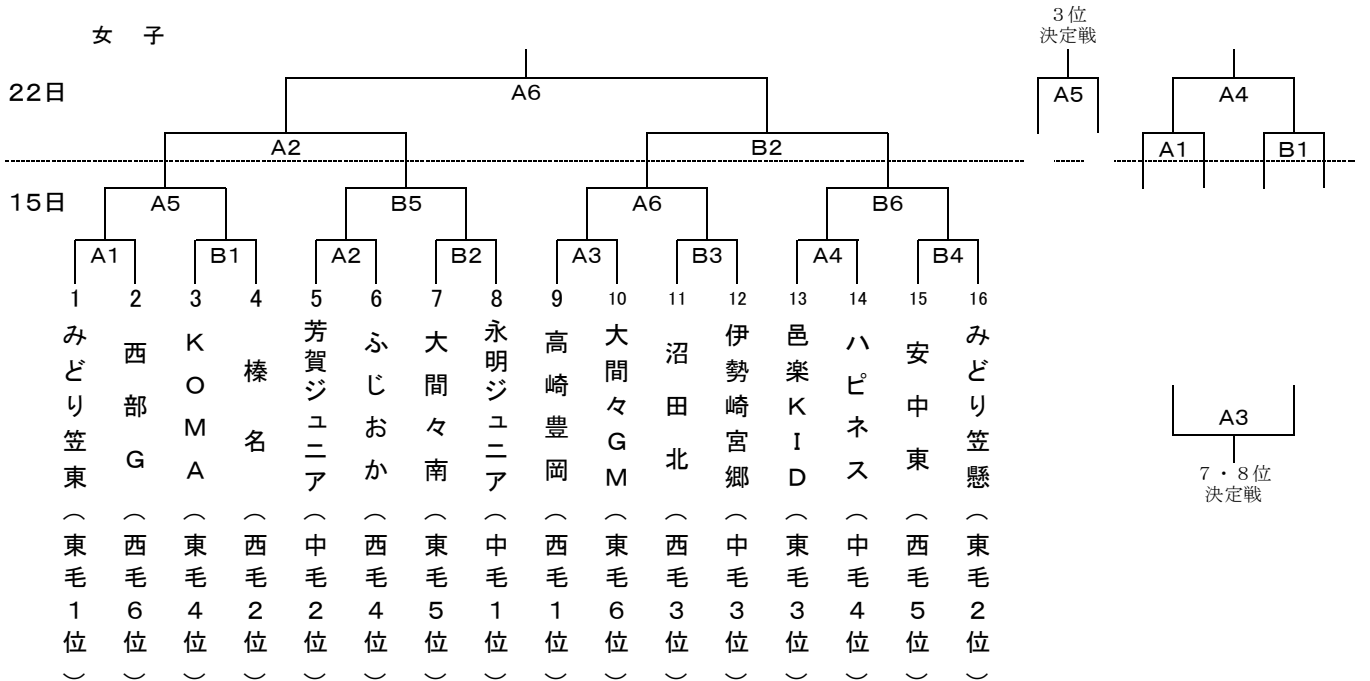 女 子
3位
決定戦
22日
A6
A5
A4
A2
B2
A1
B1
15日
A5
B5
A6
B6
A1
B1
A2
B2
A3
B3
A4
B4
1
2
3
4
5
6
7
8
9
10
11
12
13
14
15
16
みどり笠東(東毛1位)
西部G(西毛6位)
KOMA(東毛4位)
榛名(西毛2位)
芳賀ジュニア(中毛2位)
ふじおか(西毛4位)
大間々南(東毛5位)
永明ジュニア(中毛1位)
高崎豊岡(西毛1位)
大間々GM(東毛6位)
沼田北(西毛3位)
伊勢崎宮郷(中毛3位)
邑楽KID(東毛3位)
ハピネス(中毛4位)
安中東(西毛5位)
みどり笠懸(東毛2位)
A3
7・8位
決定戦